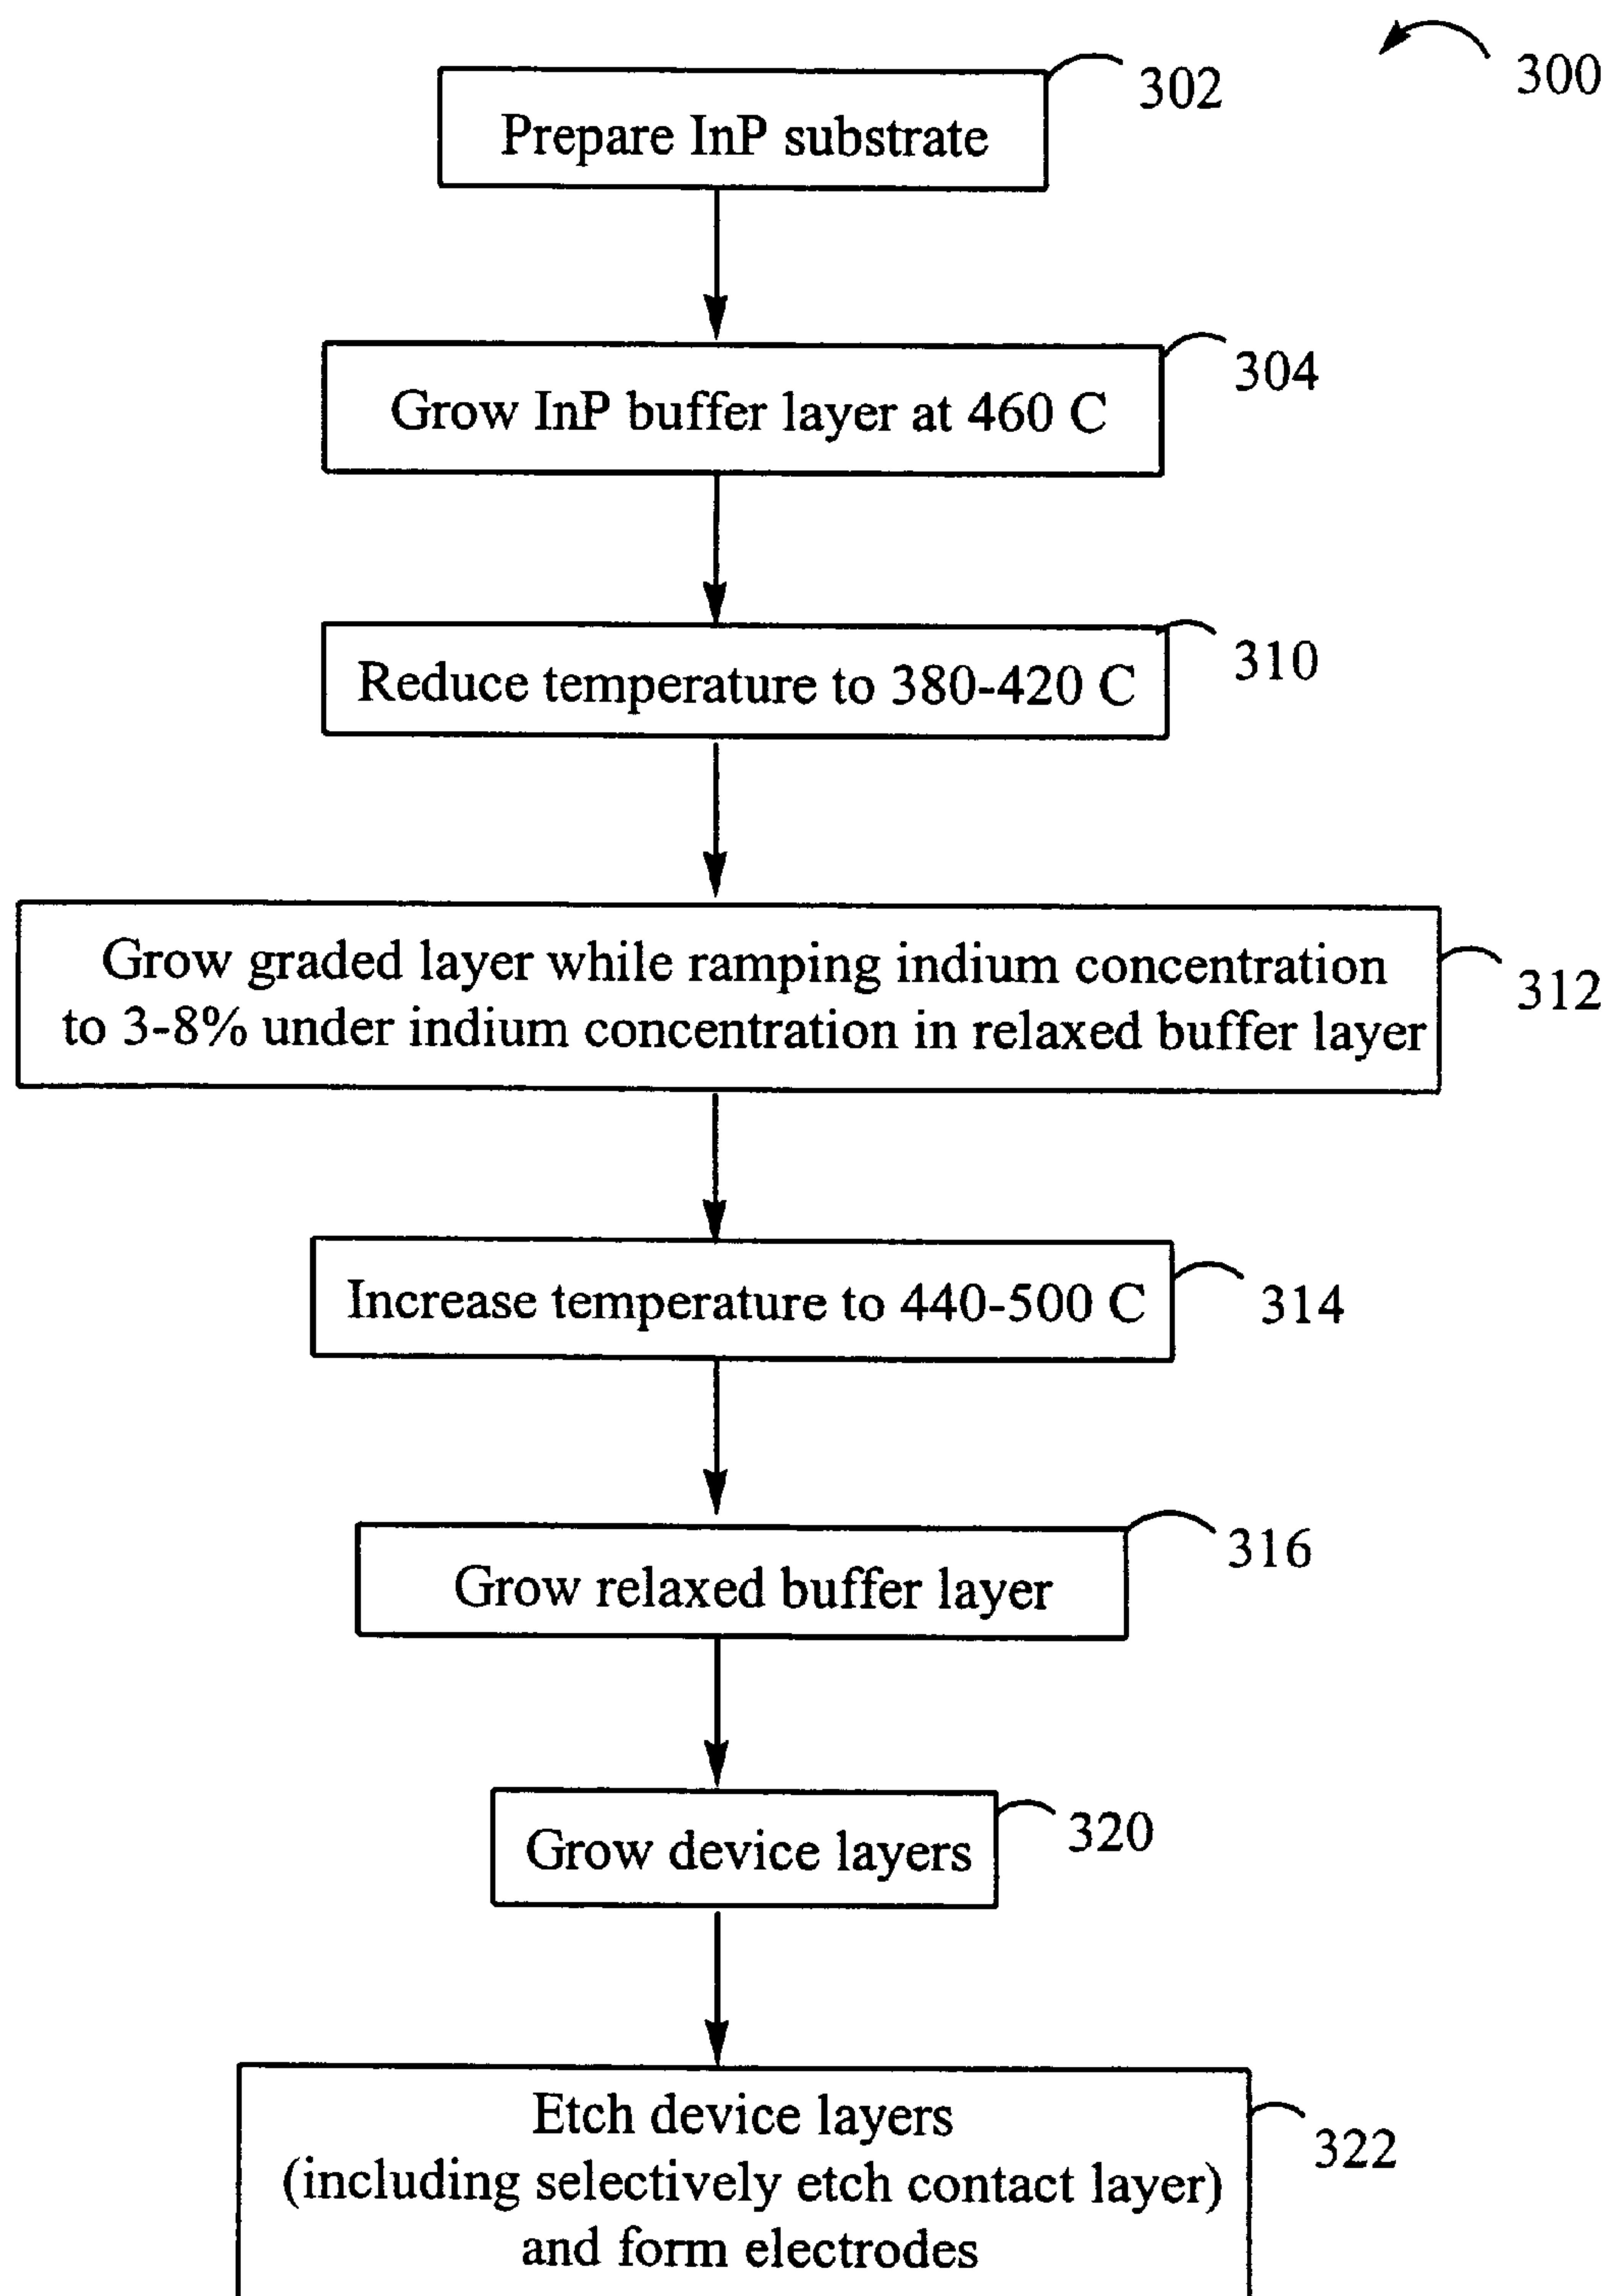 300
302
Prepare InP substrate
304
Grow InP buffer layer at 460 C
310
Reduce temperature to 380-420 C
312
Grow graded layer while ramping indium concentration
to 3-8% under indium concentration in relaxed buffer layer
314
Increase temperature to 440-500 C
316
Grow relaxed buffer layer
320
Grow device layers
322
Etch device layers
(including selectively etch contact layer)
and form electrodes